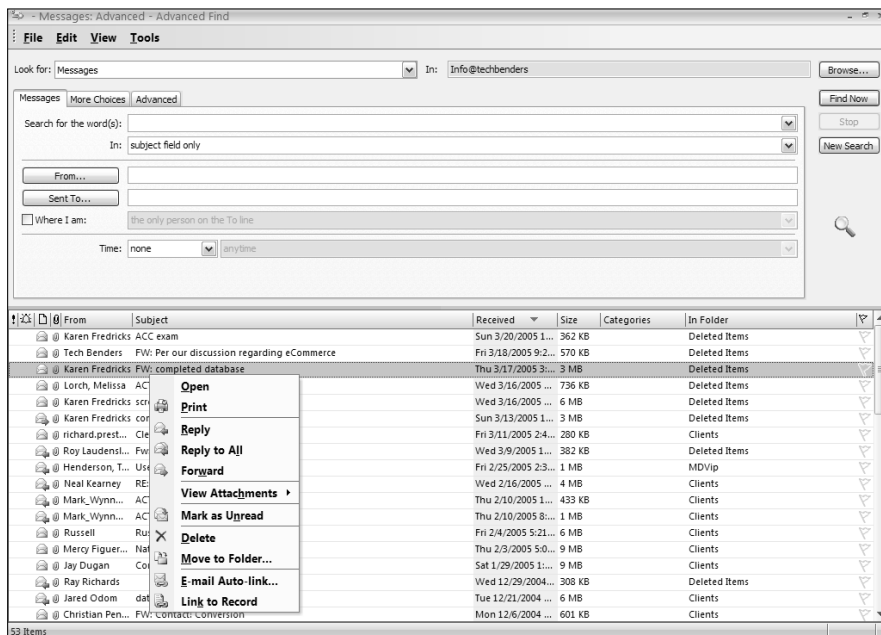 - Messages: Advanced - Advanced Find
File Edit View Tools
Look for: Messages In: Info@techbenders Browse...
Messages More Choices Advanced Find Now
Search for the word(s): Stop
In: subject field only New Search
From...
Sent To...
Where I am: the only person on the To line
Time: none anytime
! From Subject Received Size Categories In Folder
Karen Fredricks ACC exam Sun 3/20/2005 1... 362 KB Deleted Items
Tech Benders FW: Per our discussion regarding eCommerce Fri 3/18/2005 9:2... 570 KB Deleted Items
Karen Fredricks FW: completed database Thu 3/17/2005 3:... 3 MB Deleted Items
Lorch, Melissa AC Wed 3/16/2005 ... 736 KB Deleted Items
Karen Fredricks scr Wed 3/16/2005 ... 6 MB Deleted Items
Karen Fredricks cor Sun 3/13/2005 1... 3 MB Deleted Items
richard.prest... Cle Fri 3/11/2005 2:4... 280 KB Clients
Roy Laudensl... Fw: Wed 3/9/2005 1... 382 KB Deleted Items
Henderson, T... Use Fri 2/25/2005 2:3... 1 MB MDVip
Neal Kearney RE: Wed 2/16/2005 ... 4 MB Clients
Mark_Wynn... AC Thu 2/10/2005 1... 433 KB Clients
Mark_Wynn... AC Thu 2/10/2005 8:... 1 MB Clients
Russell Rus Fri 2/4/2005 5:21... 6 MB Clients
Mercy Figuer... Nat Thu 2/3/2005 5:0... 9 MB Clients
Jay Dugan Cor Sat 1/29/2005 1:... 9 MB Clients
Ray Richards Wed 12/29/2004... 308 KB Deleted Items
Jared Odom dat Tue 12/21/2004 ... 6 MB Clients
Christian Pen... FW: Contact: Conversion Mon 12/6/2004 ... 601 KB Clients
Open
Print
Reply
Reply to All
Forward
View Attachments
Mark as Unread
Delete
Move to Folder...
E-mail Auto-link...
Link to Record
53 Items